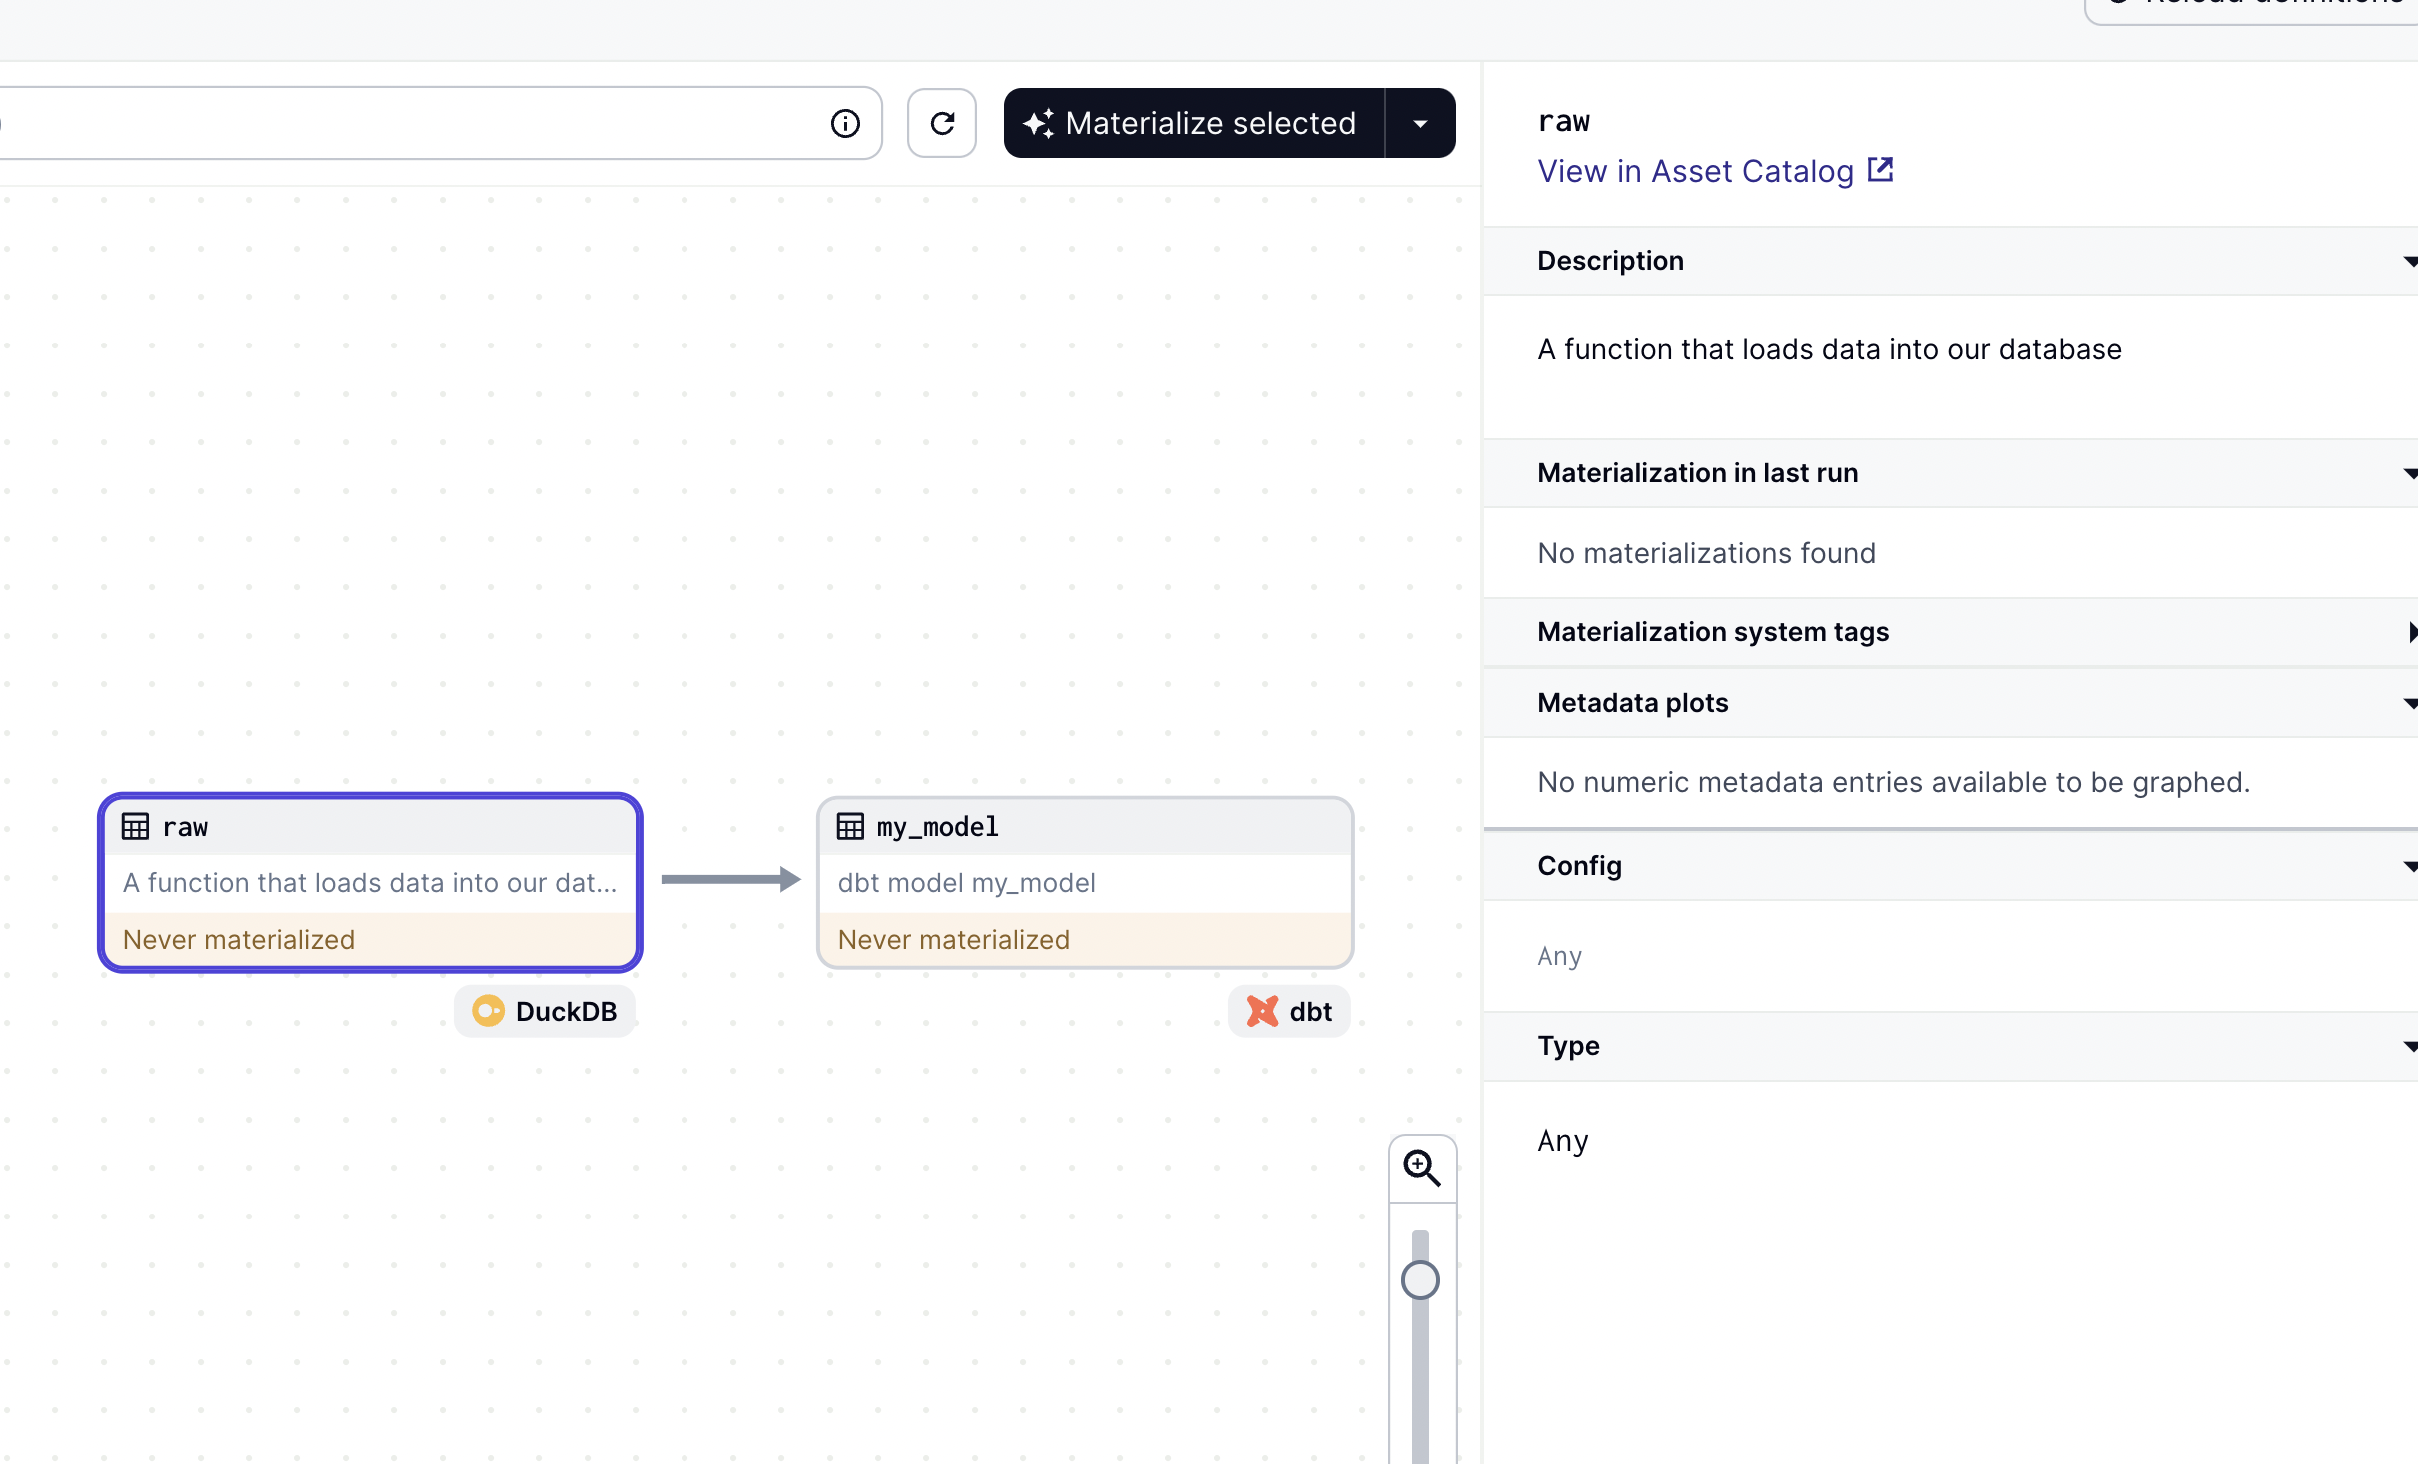 Reload definitions
Materialize selected
raw
A function that loads data into our dat...
Never materialized
DuckDB
my_model
dbt model my_model
Never materialized
dbt
raw
View in Asset Catalog
Description
A function that loads data into our database
Materialization in last run
No materializations found
Materialization system tags
Metadata plots
No numeric metadata entries available to be graphed.
Config
Any
Type
Any